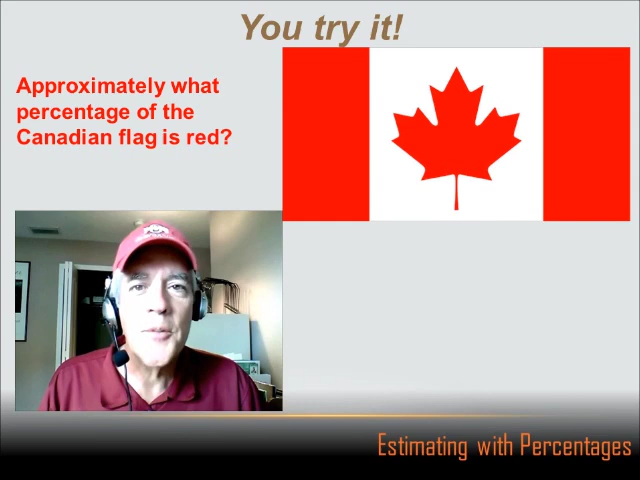 You try it!
Approximately what
percentage of the
Canadian flag is red?
Estimating with Percentages